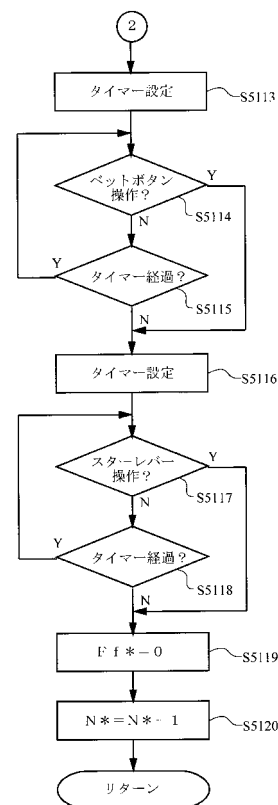 2
タイマー設定
S5113
ベットボタン
操作?
Y
S5114
N
Y
タイマー経過?
S5115
N
タイマー設定
S5116
スターレバー
操作?
Y
S5117
N
Y
タイマー経過?
S5118
N
Ff*=0
S5119
N*=N*-1
S5120
リターン